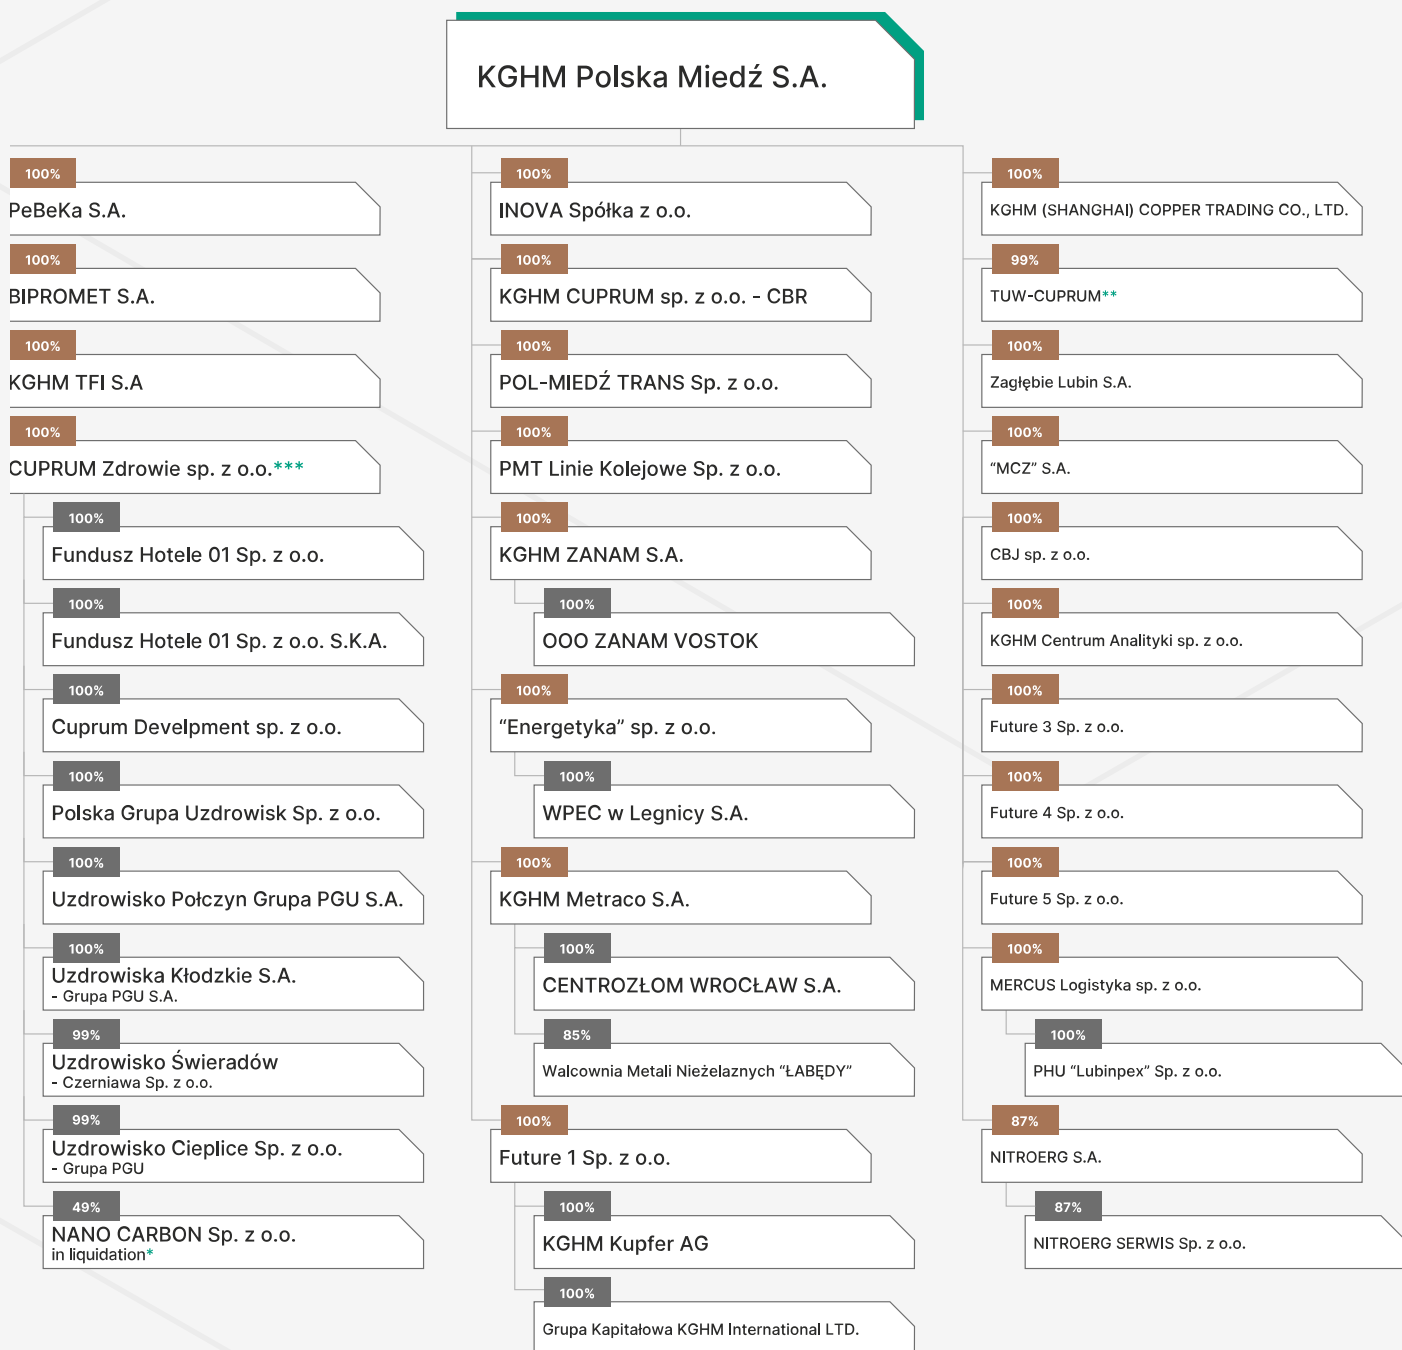 KGHM Polska Miedź S.A.
100%
PeBeKa S.A.
100%
BIPROMET S.A.
100%
KGHM TFI S.A
100%
CUPRUM Zdrowie sp. z o.o.***
100%
Fundusz Hotele 01 Sp. z o.o.
100%
Fundusz Hotele 01 Sp. z o.o. S.K.A.
100%
Cuprum Develpment sp. z o.o.
100%
Polska Grupa Uzdrowisk Sp. z o.o.
100%
Uzdrowisko Połczyn Grupa PGU S.A.
100%
Uzdrowiska Kłodzkie S.A.
- Grupa PGU S.A.
99%
Uzdrowisko Świeradów
- Czerniawa Sp. z o.o.
99%
Uzdrowisko Cieplice Sp. z o.o.
- Grupa PGU
49%
NANO CARBON Sp. z o.o.
in liquidation*
100%
INOVA Spółka z o.o.
100%
KGHM CUPRUM sp. z o.o. - CBR
100%
POL-MIEDŹ TRANS Sp. z o.o.
100%
PMT Linie Kolejowe Sp. z o.o.
100%
KGHM ZANAM S.A.
100%
OOO ZANAM VOSTOK
100%
“Energetyka” sp. z o.o.
100%
WPEC w Legnicy S.A.
100%
KGHM Metraco S.A.
100%
CENTROZŁOM WROCŁAW S.A.
85%
Walcownia Metali Nieżelaznych “ŁABĘDY”
100%
Future 1 Sp. z o.o.
100%
KGHM Kupfer AG
100%
Grupa Kapitałowa KGHM International LTD.
100%
KGHM (SHANGHAI) COPPER TRADING CO., LTD.
99%
TUW-CUPRUM**
100%
Zagłębie Lubin S.A.
100%
“MCZ” S.A.
100%
CBJ sp. z o.o.
100%
KGHM Centrum Analityki sp. z o.o.
100%
Future 3 Sp. z o.o.
100%
Future 4 Sp. z o.o.
100%
Future 5 Sp. z o.o.
100%
MERCUS Logistyka sp. z o.o.
100%
PHU “Lubinpex” Sp. z o.o.
87%
NITROERG S.A.
87%
NITROERG SERWIS Sp. z o.o.